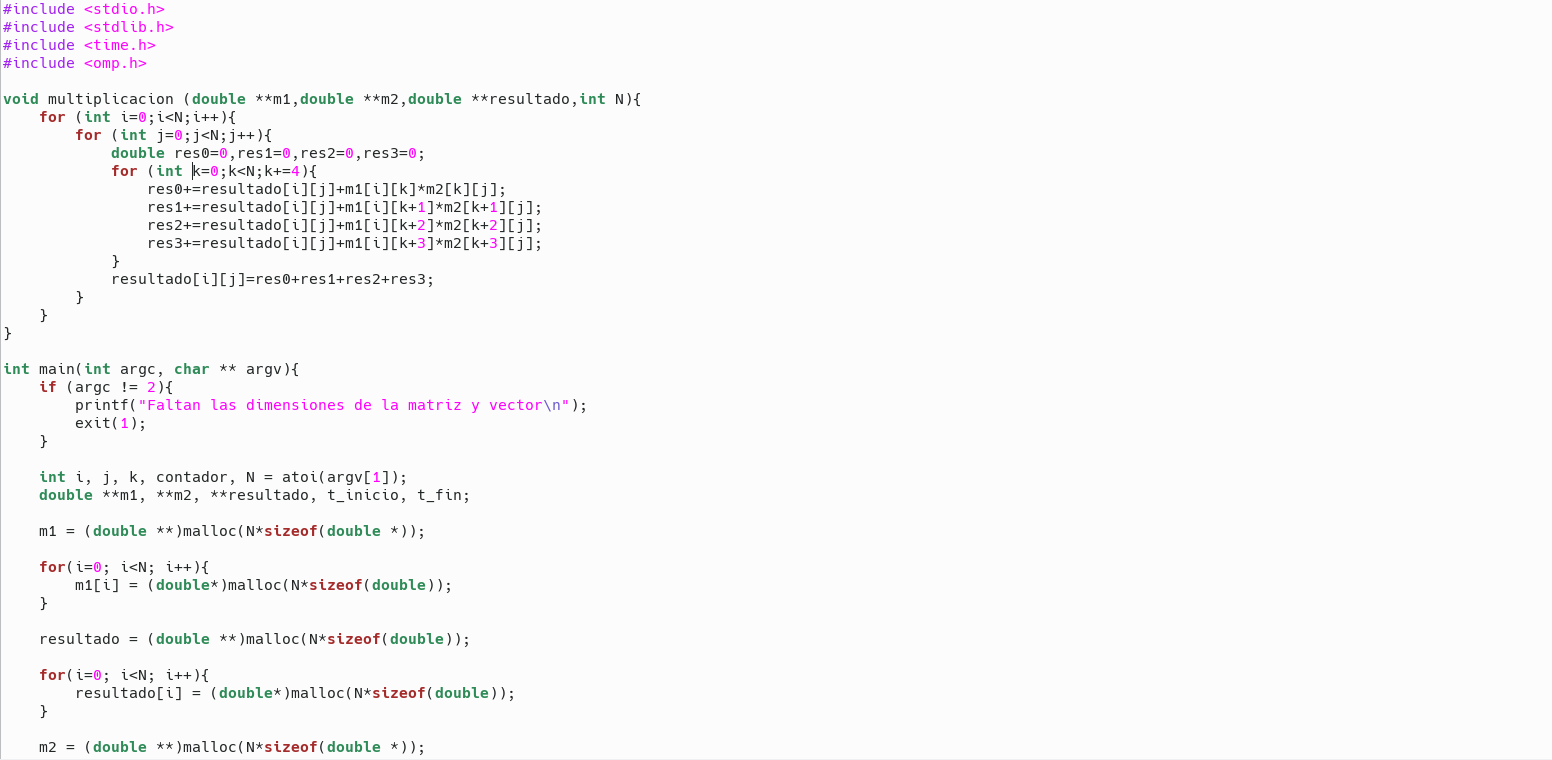 #include <stdio.h>
#include <stdlib.h>
#include <time.h>
#include <omp.h>

void multiplicacion (double **m1,double **m2,double **resultado,int N){
    for (int i=0;i<N;i++){
        for (int j=0;j<N;j++){
            double res0=0,res1=0,res2=0,res3=0;
            for (int k=0;k<N;k+=4){
                res0+=resultado[i][j]+m1[i][k]*m2[k][j];
                res1+=resultado[i][j]+m1[i][k+1]*m2[k+1][j];
                res2+=resultado[i][j]+m1[i][k+2]*m2[k+2][j];
                res3+=resultado[i][j]+m1[i][k+3]*m2[k+3][j];
            }
            resultado[i][j]=res0+res1+res2+res3;
        }
    }
}

int main(int argc, char ** argv){
    if (argc != 2){
        printf("Faltan las dimensiones de la matriz y vector\n");
        exit(1);
    }

    int i, j, k, contador, N = atoi(argv[1]);
    double **m1, **m2, **resultado, t_inicio, t_fin;

    m1 = (double **)malloc(N*sizeof(double *));

    for(i=0; i<N; i++){
        m1[i] = (double*)malloc(N*sizeof(double));
    }

    resultado = (double **)malloc(N*sizeof(double));

    for(i=0; i<N; i++){
        resultado[i] = (double*)malloc(N*sizeof(double));
    }

    m2 = (double **)malloc(N*sizeof(double *));